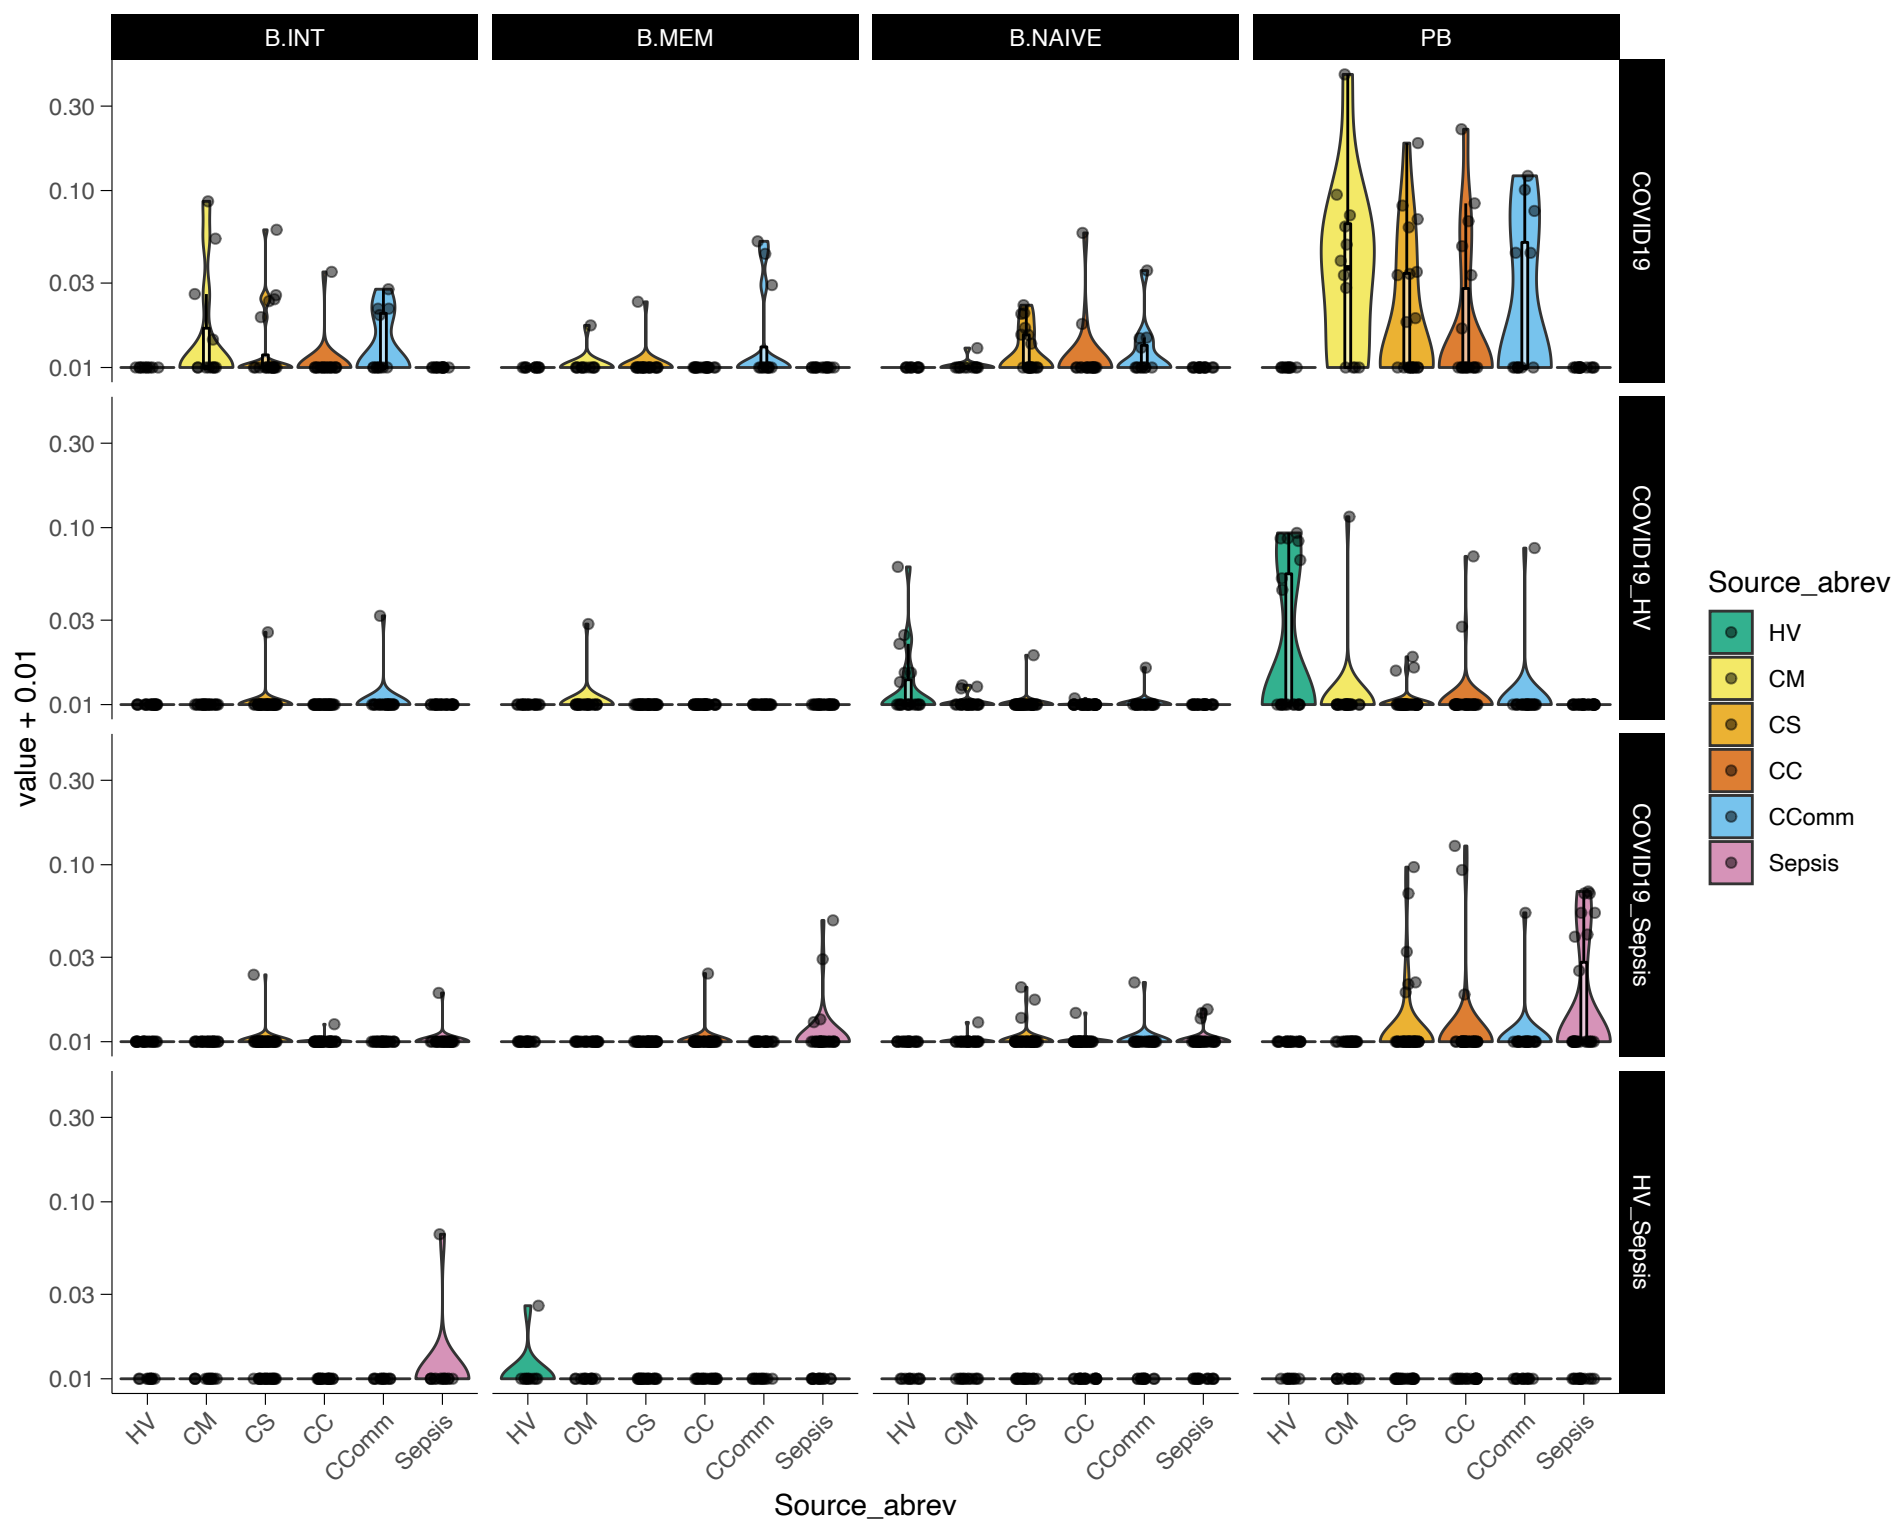 B.INT B.MEM B.NAIVE PB
COVID19
0.30
0.10
0.03
0.01
COVID19_HV
0.30
0.10
0.03
0.01
COVID19_Sepsis
0.30
0.10
0.03
0.01
HV_Sepsis
0.30
0.10
0.03
0.01
value + 0.01
HV CM CS CC CComm Sepsis HV CM CS CC CComm Sepsis HV CM CS CC CComm Sepsis HV CM CS CC CComm Sepsis
Source_abrev
Source_abrev
HV
CM
CS
CC
CComm
Sepsis